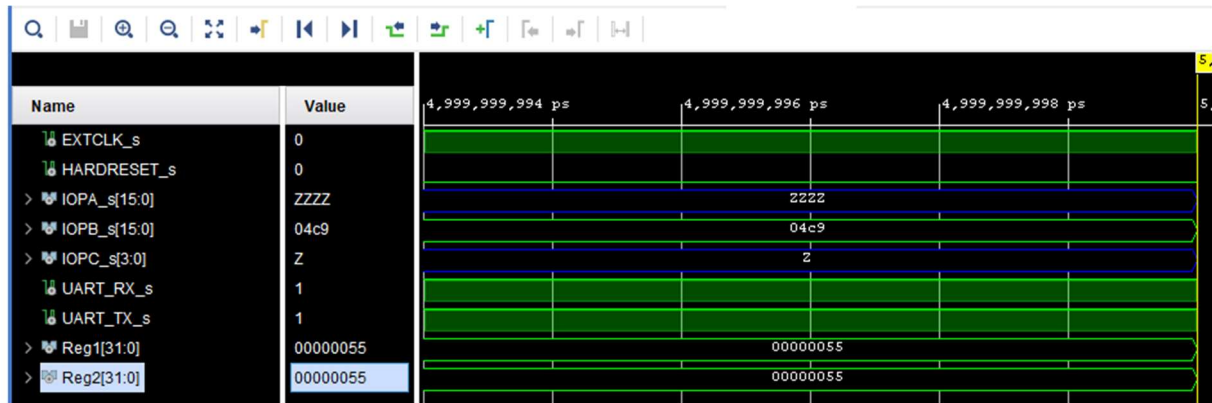 5,
Name Value 4,999,999,994 ps 4,999,999,996 ps 4,999,999,998 ps 5,
EXTCLK_s 0
HARDRESET_s 0
IOPA_s[15:0] ZZZZ ZZZZ
IOPB_s[15:0] 04c9 04c9
IOPC_s[3:0] Z Z
UART_RX_s 1
UART_TX_s 1
Reg1[31:0] 00000055 00000055
Reg2[31:0] 00000055 00000055